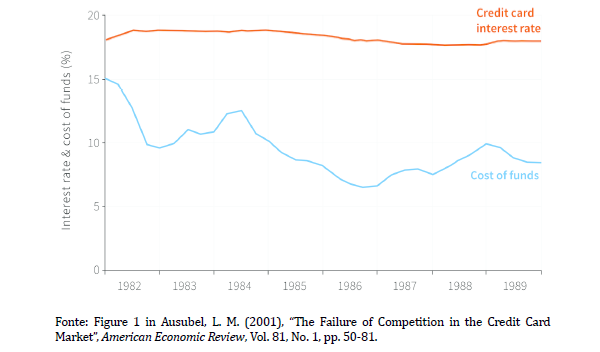 20
Credit card
interest rate
15
10
Cost of funds
5
0
Interest rate & cost of funds (%)
1982 1983 1984 1985 1986 1987 1988 1989
Fonte: Figure 1 in Ausubel, L. M. (2001), “The Failure of Competition in the Credit Card
Market”, American Economic Review, Vol. 81, No. 1, pp. 50-81.